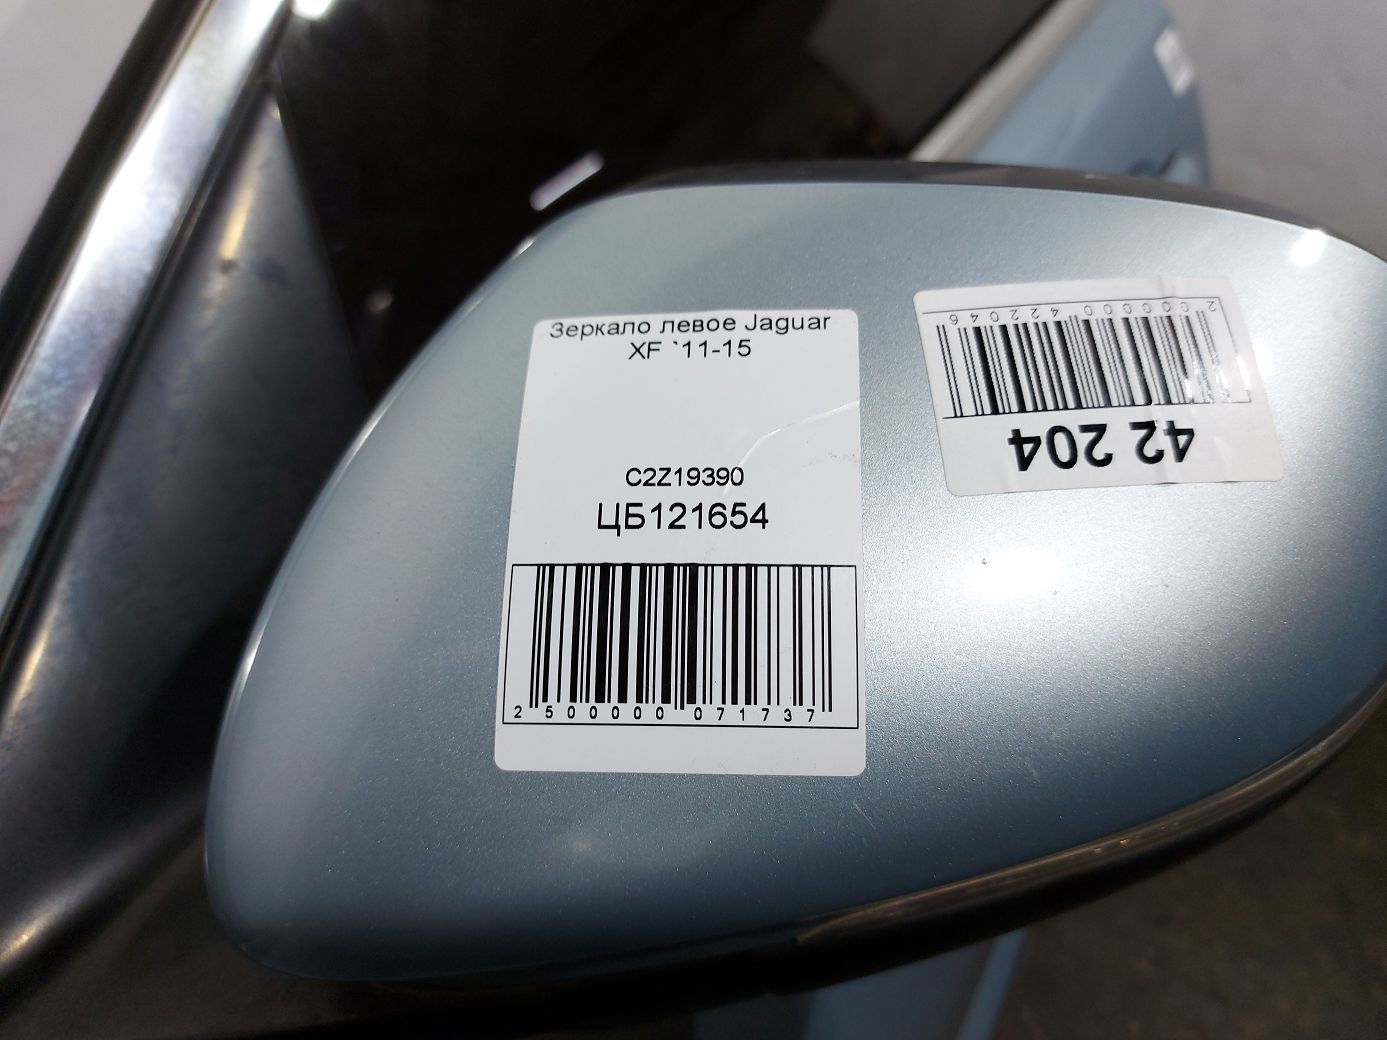 Зеркало левое Jaguar
XF `11-15
C2Z19390
ЦБ121654
2 500000 071737
42 204
2 000000 422046